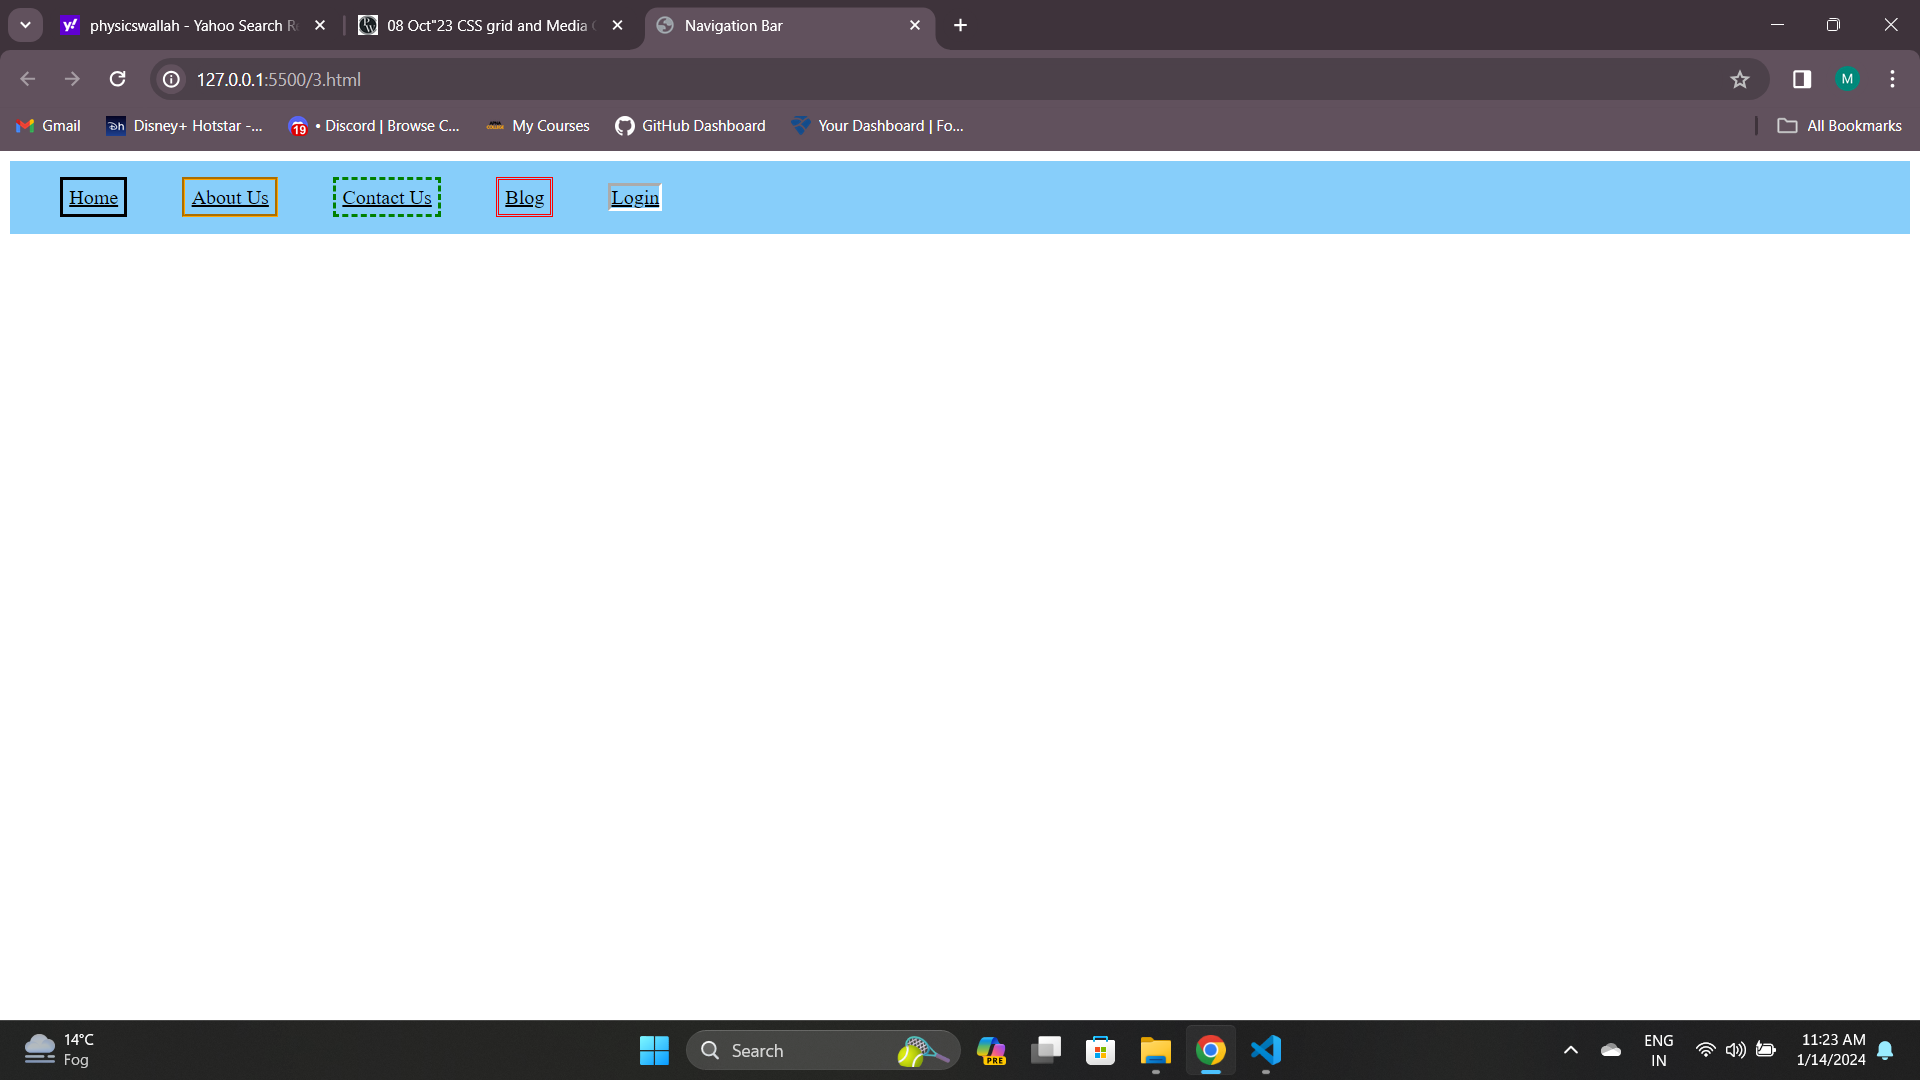 physicswallah - Yahoo Search R
08 Oct"23 CSS grid and Media
Navigation Bar
127.0.0.1:5500/3.html
M
Gmail
Disney+ Hotstar -...
19
• Discord | Browse C...
My Courses
GitHub Dashboard
Your Dashboard | Fo...
All Bookmarks
Home
About Us
Contact Us
Blog
Login
14°C
Fog
Search
PRE
ENG
IN
11:23 AM
1/14/2024